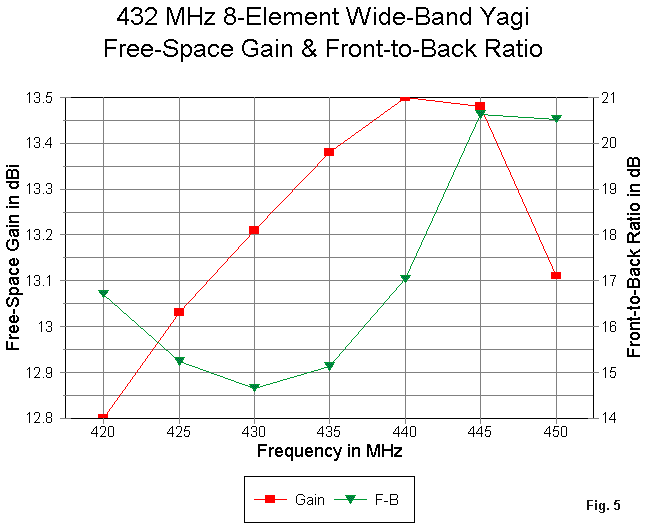 432 MHz 8-Element Wide-Band Yagi
Free-Space Gain & Front-to-Back Ratio
Free-Space Gain in dBi
13.5
13.4
13.3
13.2
13.1
13
12.9
12.8
21
20
19
18
17
16
15
14
Front-to-Back Ratio in dB
420 425 430 435 440 445 450
Frequency in MHz
Gain F-B
Fig. 5